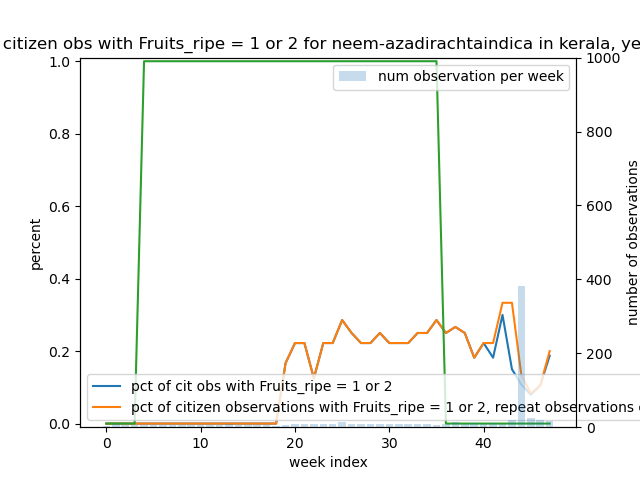 citizen obs with Fruits_ripe = 1 or 2 for neem-azadirachtaindica in kerala, ye
num observation per week
1.0
0.8
0.6
0.4
0.2
0.0
percent
1000
800
600
400
200
0
number of observations
pct of cit obs with Fruits_ripe = 1 or 2
pct of citizen observations with Fruits_ripe = 1 or 2, repeat observations
0 10 20 30 40
week index